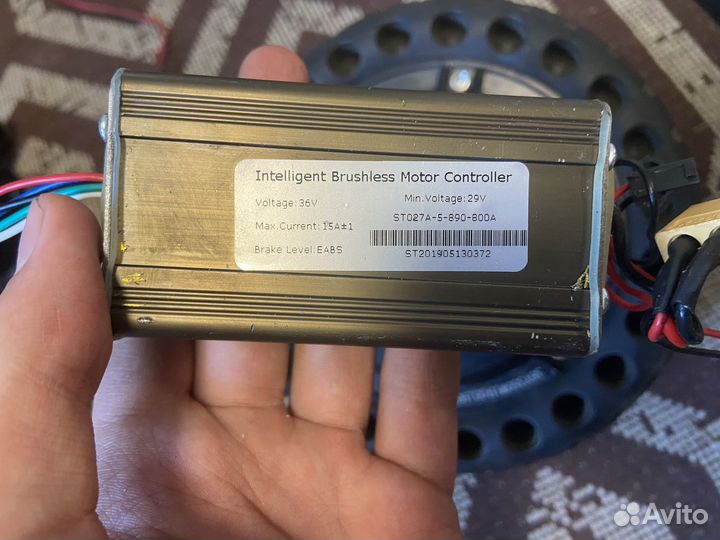 Intelligent Brushless Motor Controller
Voltage:36V
Min.Voltage:29V
ST027A-5-890-800A
Max.Current:15A±1
Brake Level:EABS
ST201905130372
Avito